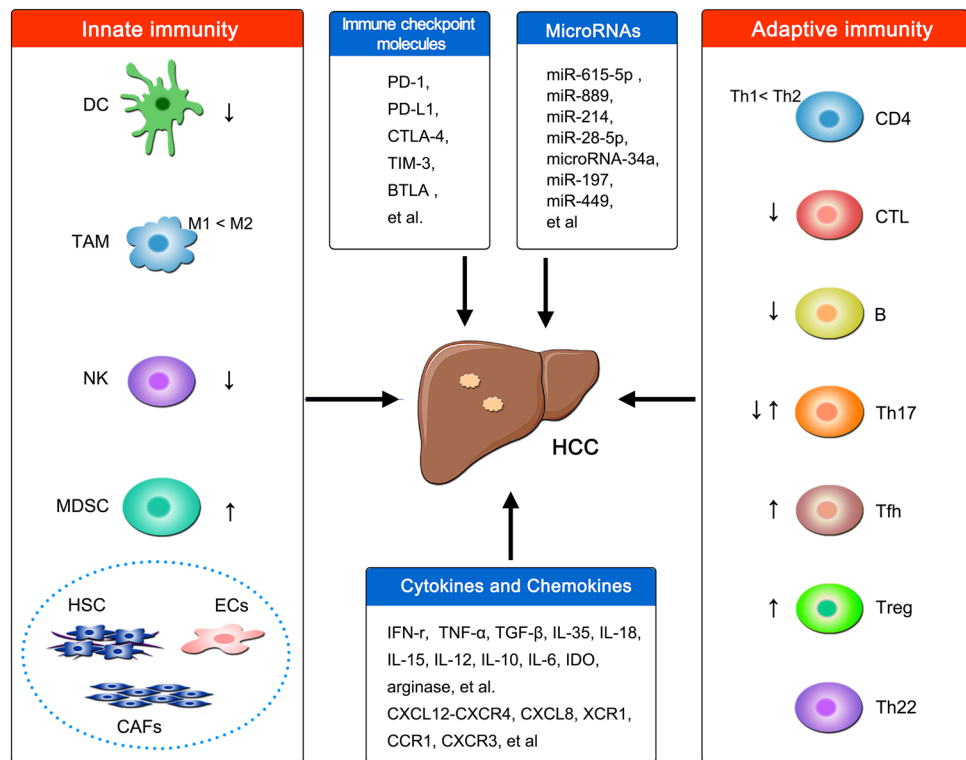 Innate immunity
DC
↓
TAM
M1 < M2
NK
↓
MDSC
↑
HSC
ECs
CAFs
Immune checkpoint
molecules
PD-1,
PD-L1,
CTLA-4,
TIM-3,
BTLA ,
et al.
MicroRNAs
miR-615-5p ,
miR-889,
miR-214,
miR-28-5p,
microRNA-34a,
miR-197,
miR-449,
et al
HCC
Cytokines and Chemokines
IFN-r, TNF-α, TGF-β, IL-35, IL-18,
IL-15, IL-12, IL-10, IL-6, IDO,
arginase, et al.
CXCL12-CXCR4, CXCL8, XCR1,
CCR1, CXCR3, et al
Adaptive immunity
Th1< Th2
CD4
↓ CTL
↓ B
↓↑ Th17
↑ Tfh
↑ Treg
Th22